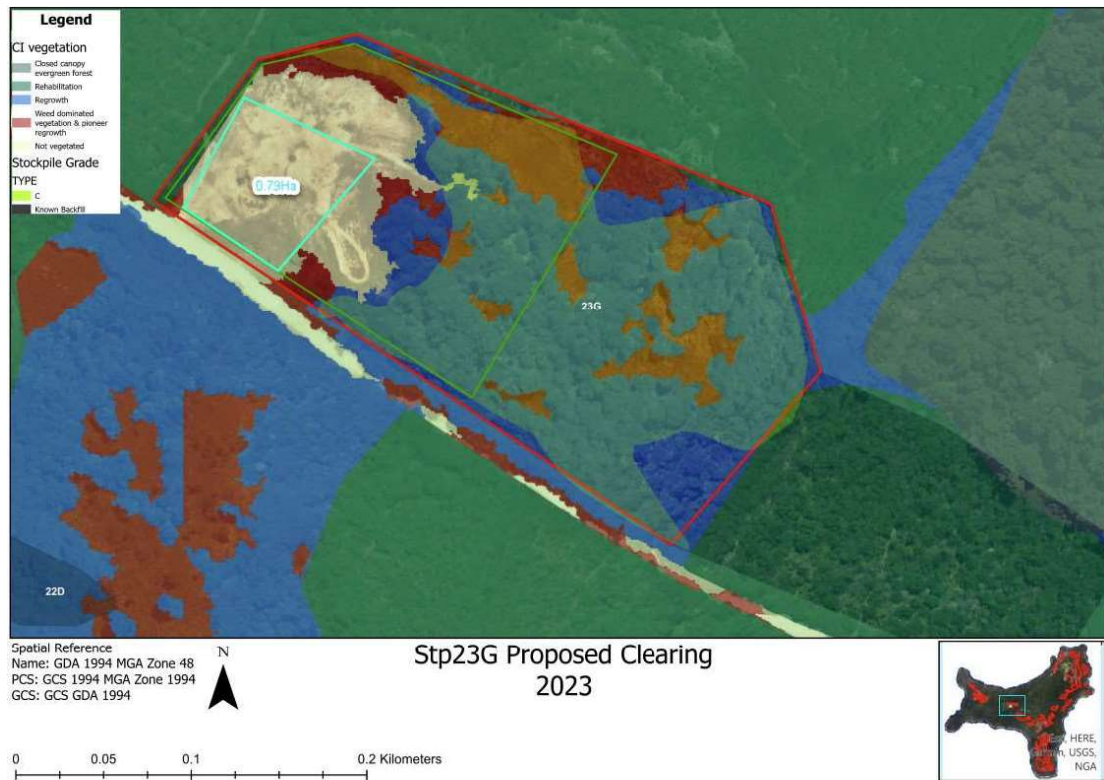 Legend
CI vegetation
Closed canopy
evergreen forest
Rehabilitation
Regrowth
Weed dominated
vegetation & pioneer
regrowth
Not vegetated
Stockpile Grade
TYPE
C
Known Backfill
0.79Ha
23G
22D
Spatial Reference
Name: GDA 1994 MGA Zone 48
PCS: GCS 1994 MGA Zone 1994
GCS: GCS GDA 1994
N
Stp23G Proposed Clearing
2023
0 0.05 0.1 0.2 Kilometers
HERE,
USGS,
NGA